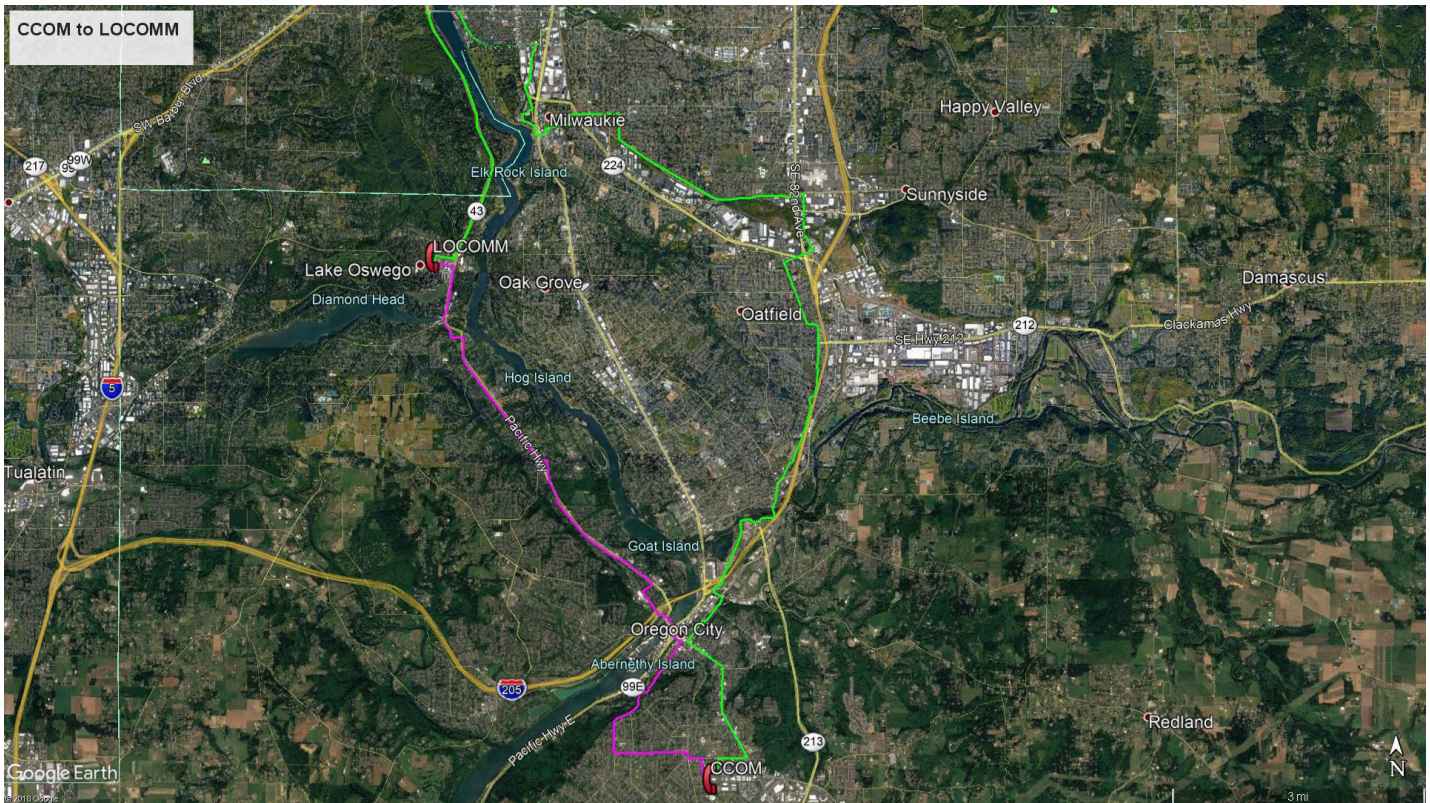 CCOM to LOCOMM
SW Barbur Blvd
Happy Valley
Milwaukie
217
99W
99
224
Elk Rock Island
SE 82nd Ave
Sunnyside
43
LOCOMM
Lake Oswego
Oak Grove
Damascus
Diamond Head
Oatfield
212
Clackamas Hwy
SE Hwy 212
5
Hog Island
Pacific Hwy
Beebe Island
Tualatin
Goat Island
Oregon City
Abernethy Island
205
99E
Redland
Pacific Hwy E
213
CCOM
N
Google Earth
© 2018 Google
3 mi